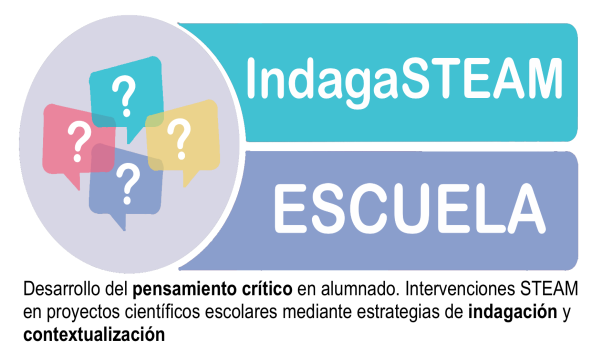 ?
?
?
?
IndagaSTEAM
ESCUELA
Desarrollo del pensamiento crítico en alumnado. Intervenciones STEAM
en proyectos científicos escolares mediante estrategias de indagación y
contextualización